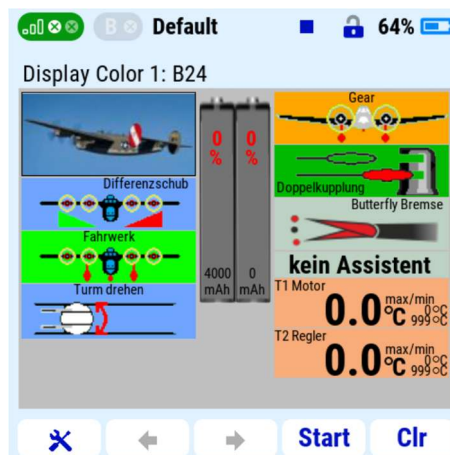 B
Default
64%
Display Color 1: B24
Differenzschub
Fahrwerk
Turm drehen
0
%
0
%
4000
mAh
0
mAh
Gear
Doppelkupplung
Butterfly Bremse
kein Assistent
T1 Motor
0.0°C
max/min
0°C
999°C
T2 Regler
0.0°C
max/min
0°C
999°C
Start
Clr